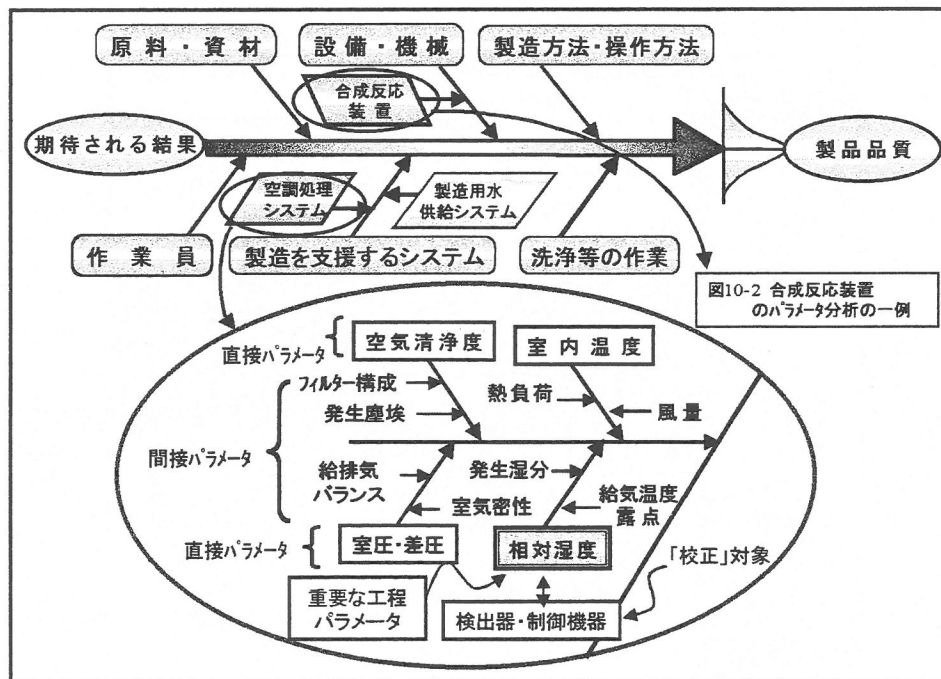 原料・資材
設備・機械
製造方法・操作方法
合成反応
装置
期待される結果
製品品質
空調処理
システム
製造用水
供給システム
作業員
製造を支援するシステム
洗浄等の作業
図10-2 合成反応装置
のパラメータ分析の一例
直接パラメータ
空気清浄度
室内温度
フィルター構成
熱負荷
発生塵埃
風量
間接パラメータ
給排気
バランス
発生湿分
室気密性
給気温度
露点
直接パラメータ
室圧・差圧
相対湿度
「校正」対象
重要な工程
パラメータ
検出器・制御機器